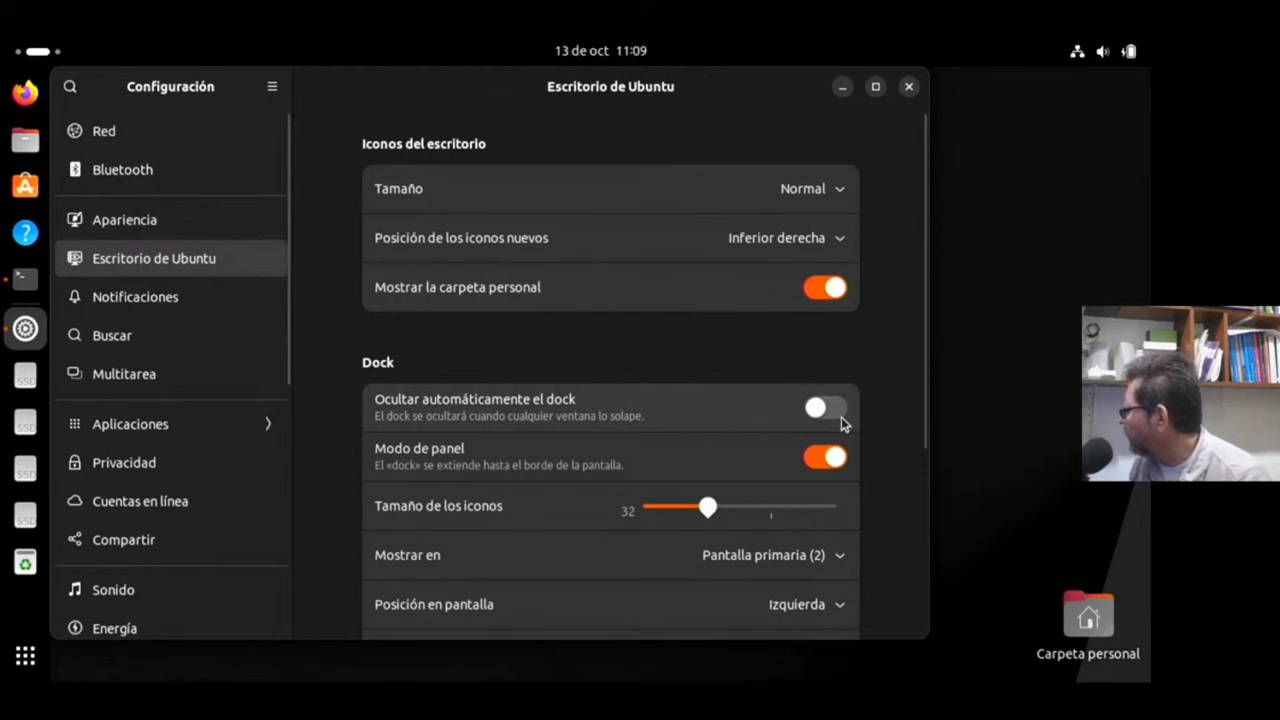 13 de oct 11:09
Configuración
Escritorio de Ubuntu
Red
Bluetooth
Apariencia
Escritorio de Ubuntu
Notificaciones
Buscar
Multitarea
Aplicaciones
Privacidad
Cuentas en línea
Compartir
Sonido
Energía
Iconos del escritorio
Tamaño Normal
Posición de los iconos nuevos Inferior derecha
Mostrar la carpeta personal
Dock
Ocultar automáticamente el dock
El dock se ocultará cuando cualquier ventana lo solape.
Modo de panel
El «dock» se extiende hasta el borde de la pantalla.
Tamaño de los iconos 32
Mostrar en Pantalla primaria (2)
Posición en pantalla Izquierda
SSD
SSD
SSD
SSD
Carpeta personal